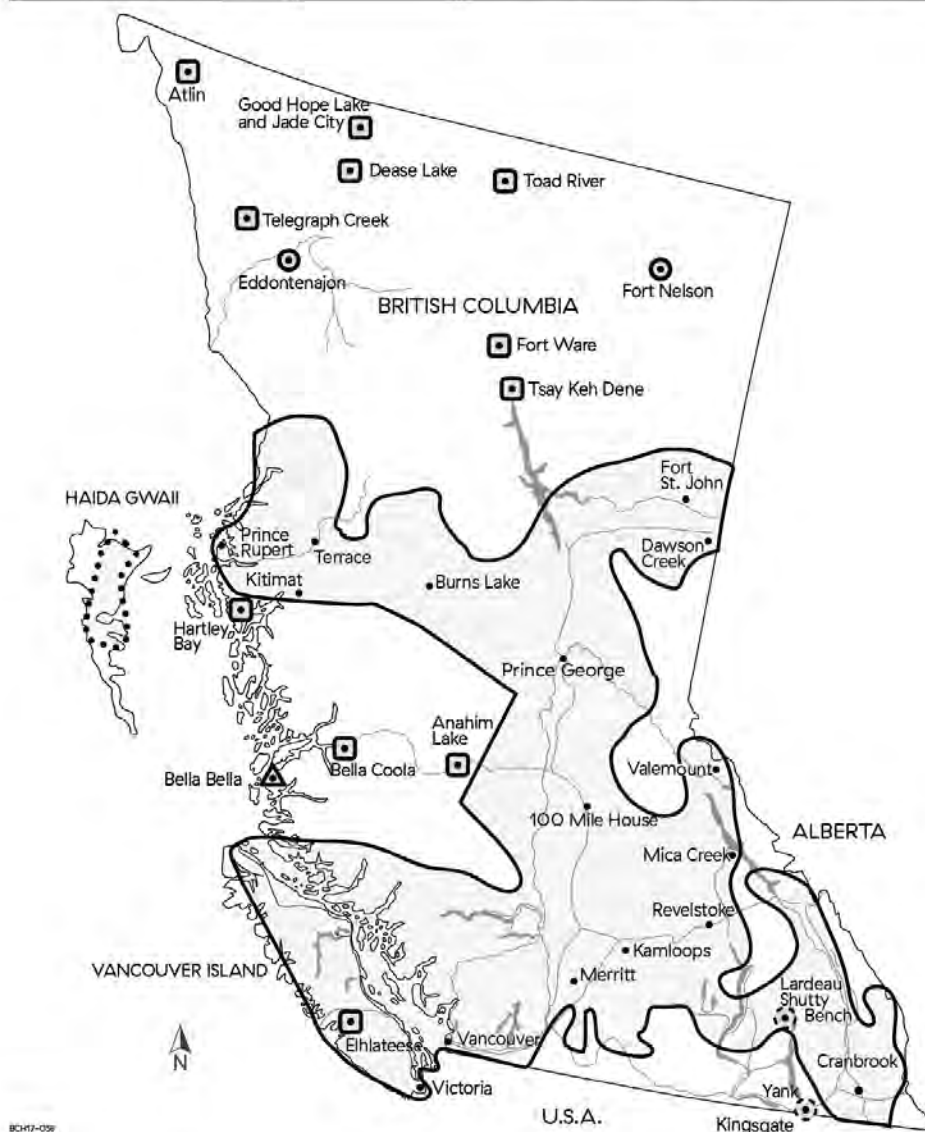 Atlin
Good Hope Lake
and Jade City
Dease Lake
Toad River
Telegraph Creek
Eddontenajon
Fort Nelson
BRITISH COLUMBIA
Fort Ware
Tsay Keh Dene
Fort
St. John
HAIDA GWAII
Prince
Rupert
Terrace
Dawson
Creek
Kitimat
Burns Lake
Hartley
Bay
Prince George
Anahim
Lake
Bella Coola
Valemount
Bella Bella
100 Mile House
ALBERTA
Mica Creek
Revelstoke
Kamloops
VANCOUVER ISLAND
Merritt
Lardeau
Shutty
Bench
Elhlateese
Vancouver
Cranbrook
N
Victoria
Yank
U.S.A.
Kingsgate